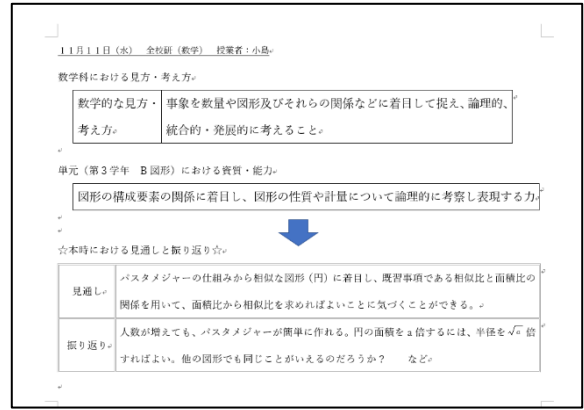 11月11日(水) 全校研(数学) 授業者:小島
数学科における見方・考え方
数学的な見方・考え方
事象を数量や図形及びそれらの関係などに着目して捉え、論理的、
統合的・発展的に考えること
単元(第3学年 B図形)における資質・能力
図形の構成要素の関係に着目し、図形の性質や計量について論理的に考察し表現する力
☆本時における見通しと振り返り☆
見通し
パスタメジャーの仕組みから相似な図形(円)に着目し、既習事項である相似比と面積比の
関係を用いて、面積比から相似比を求めればよいことに気づくことができる。
振り返り
人数が増えても、パスタメジャーが簡単に作れる。円の面積をa倍するには、半径を√a倍
すればよい。他の図形でも同じことがいえるのだろうか? など